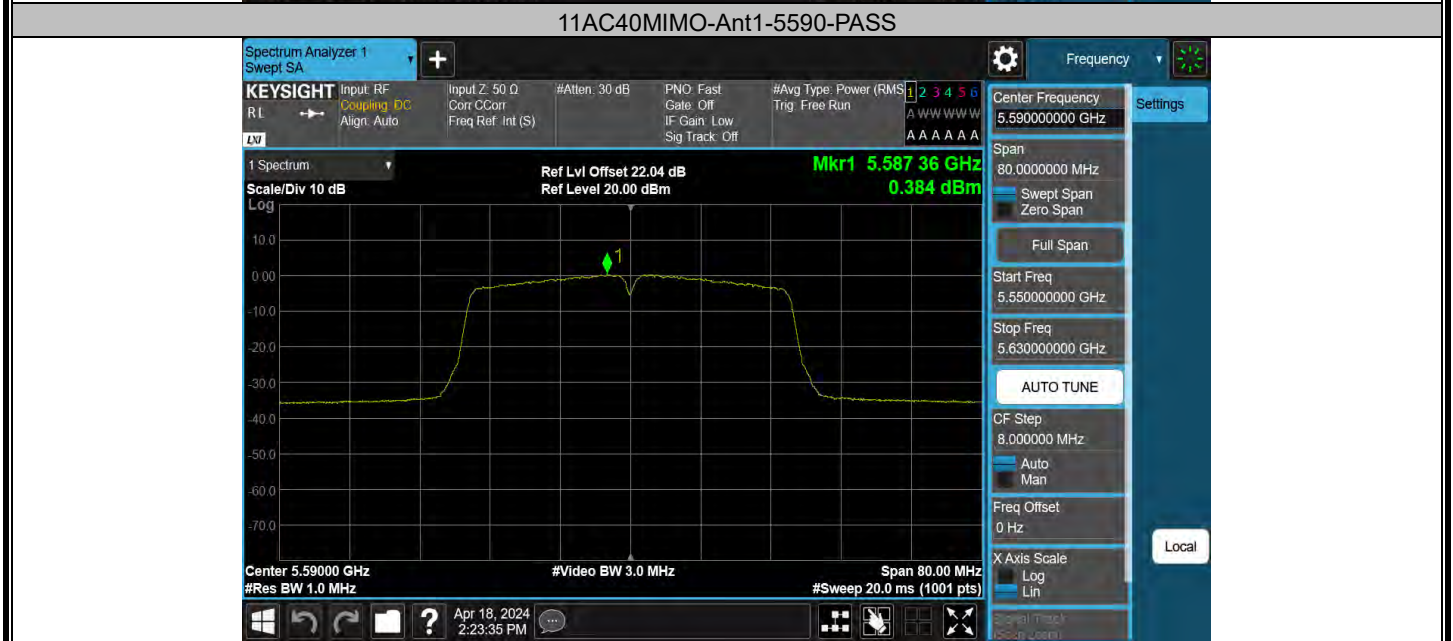 11AC40MIMO-Ant1-5590-PASS
Spectrum Analyzer 1
Swept SA
+
Frequency
KEYSIGHT
RL
LXI
Input: RF
Coupling: DC
Align: Auto
Input Z: 50 Ω
Corr CCorr
Freq Ref: Int (S)
#Atten: 30 dB
PNO: Fast
Gate: Off
IF Gain: Low
Sig Track: Off
#Avg Type: Power (RMS
Trig: Free Run
1 2 3 4 5 6
A W W W W W
A A A A A A
Center Frequency
5.590000000 GHz
Settings
Span
80.0000000 MHz
Swept Span
Zero Span
Full Span
Start Freq
5.550000000 GHz
Stop Freq
5.630000000 GHz
AUTO TUNE
CF Step
8.000000 MHz
Auto
Man
Freq Offset
0 Hz
X Axis Scale
Log
Lin
Local
1 Spectrum
Scale/Div 10 dB
Log
Ref Lvl Offset 22.04 dB
Ref Level 20.00 dBm
Mkr1 5.587 36 GHz
0.384 dBm
1
10.0
0.00
-10.0
-20.0
-30.0
-40.0
-50.0
-60.0
-70.0
Center 5.59000 GHz
#Res BW 1.0 MHz
#Video BW 3.0 MHz
Span 80.00 MHz
#Sweep 20.0 ms (1001 pts)
?
Apr 18, 2024
2:23:35 PM